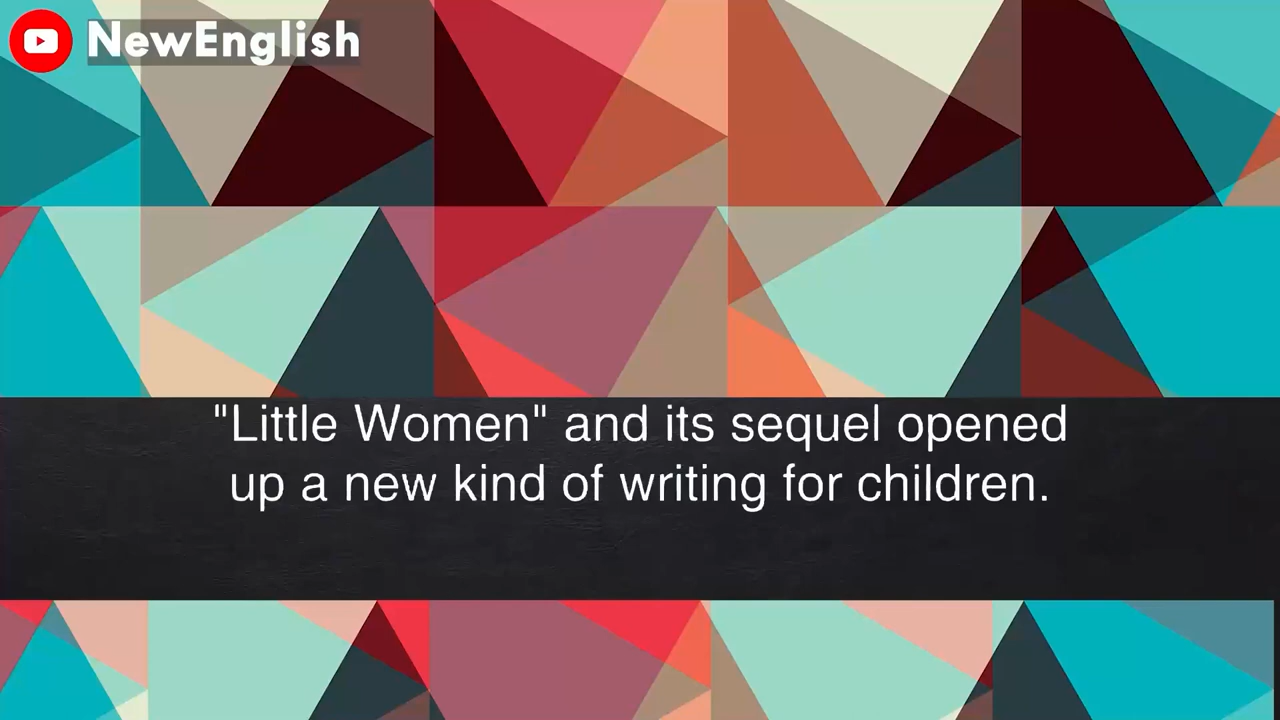 NewEnglish
"Little Women" and its sequel opened
up a new kind of writing for children.